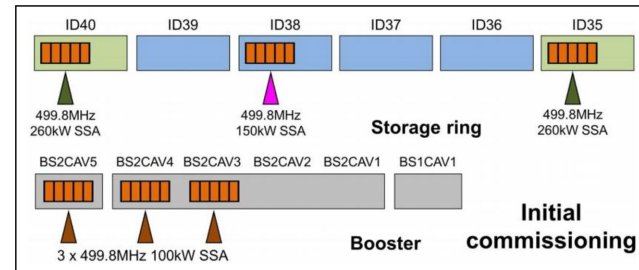 ID40 ID39 ID38 ID37 ID36 ID35
499.8MHz 499.8MHz 499.8MHz
260kW SSA 150kW SSA 260kW SSA
Storage ring
BS2CAV5 BS2CAV4 BS2CAV3 BS2CAV2 BS2CAV1 BS1CAV1
3 x 499.8MHz 100kW SSA
Booster
Initial
commissioning